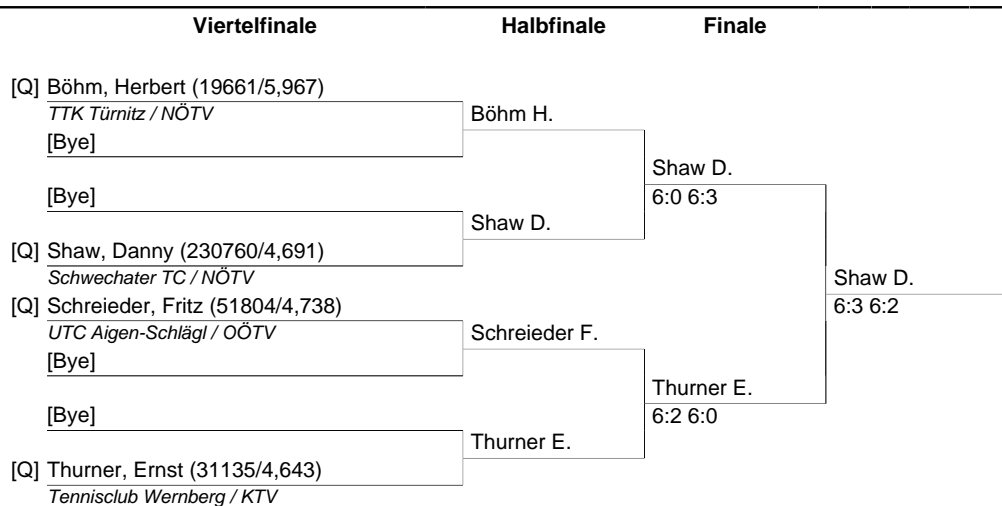 Viertelfinale Halbfinale Finale
[Q] Böhm, Herbert (19661/5,967)
TTK Türnitz / NÖTV
Böhm H.
[Bye]
Shaw D.
6:0 6:3
[Bye]
Shaw D.
[Q] Shaw, Danny (230760/4,691)
Schwechater TC / NÖTV
Shaw D.
6:3 6:2
[Q] Schreieder, Fritz (51804/4,738)
UTC Aigen-Schlägl / OÖTV
Schreieder F.
[Bye]
Thurner E.
6:2 6:0
[Bye]
Thurner E.
[Q] Thurner, Ernst (31135/4,643)
Tennisclub Wernberg / KTV